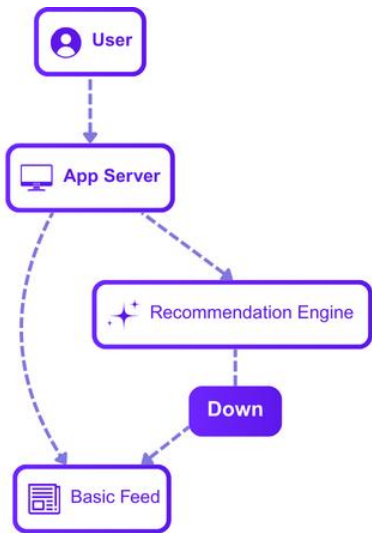 User
App Server
Recommendation Engine
Down
Basic Feed